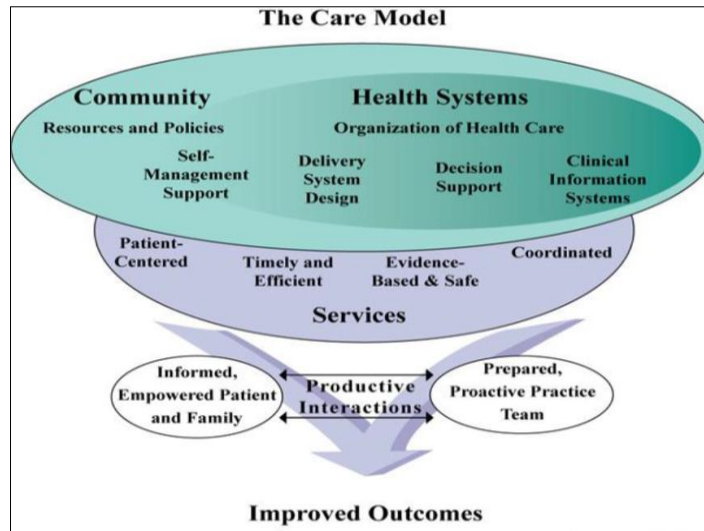 The Care Model
Community
Resources and Policies
Health Systems
Organization of Health Care
Self-
Management
Support
Delivery
System
Design
Decision
Support
Clinical
Information
Systems
Patient-
Centered
Timely and
Efficient
Evidence-
Based & Safe
Coordinated
Services
Informed,
Empowered Patient
and Family
Productive
Interactions
Prepared,
Proactive Practice
Team
Improved Outcomes